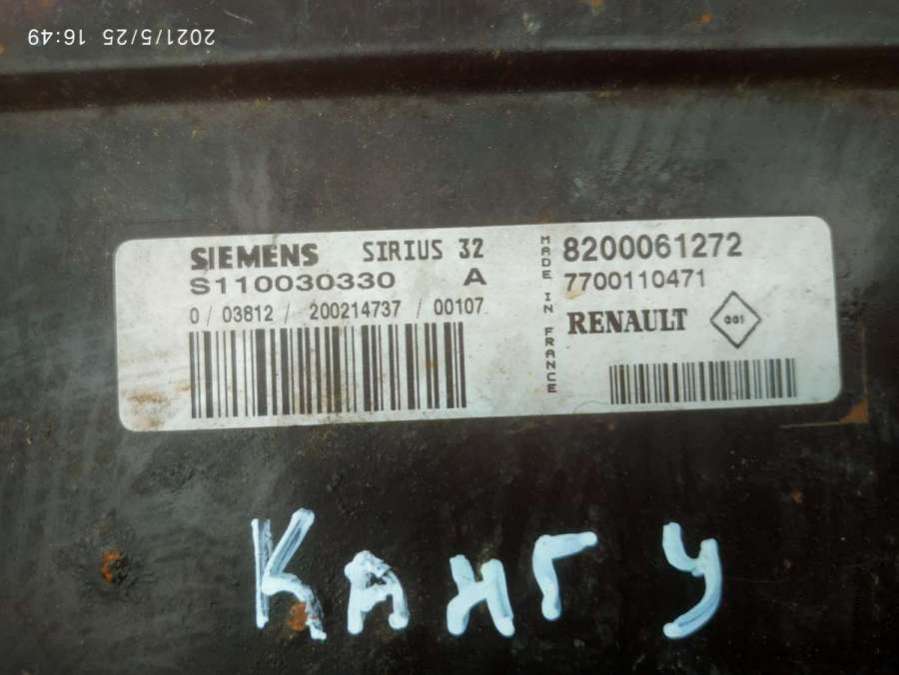 2021/5/25 16:49
SIEMENS SIRIUS 32
S110030330 A
0/ 03812 / 200214737 / 00107
MADE IN FRANCE
8200061272
7700110471
RENAULT 001
КАНГУ